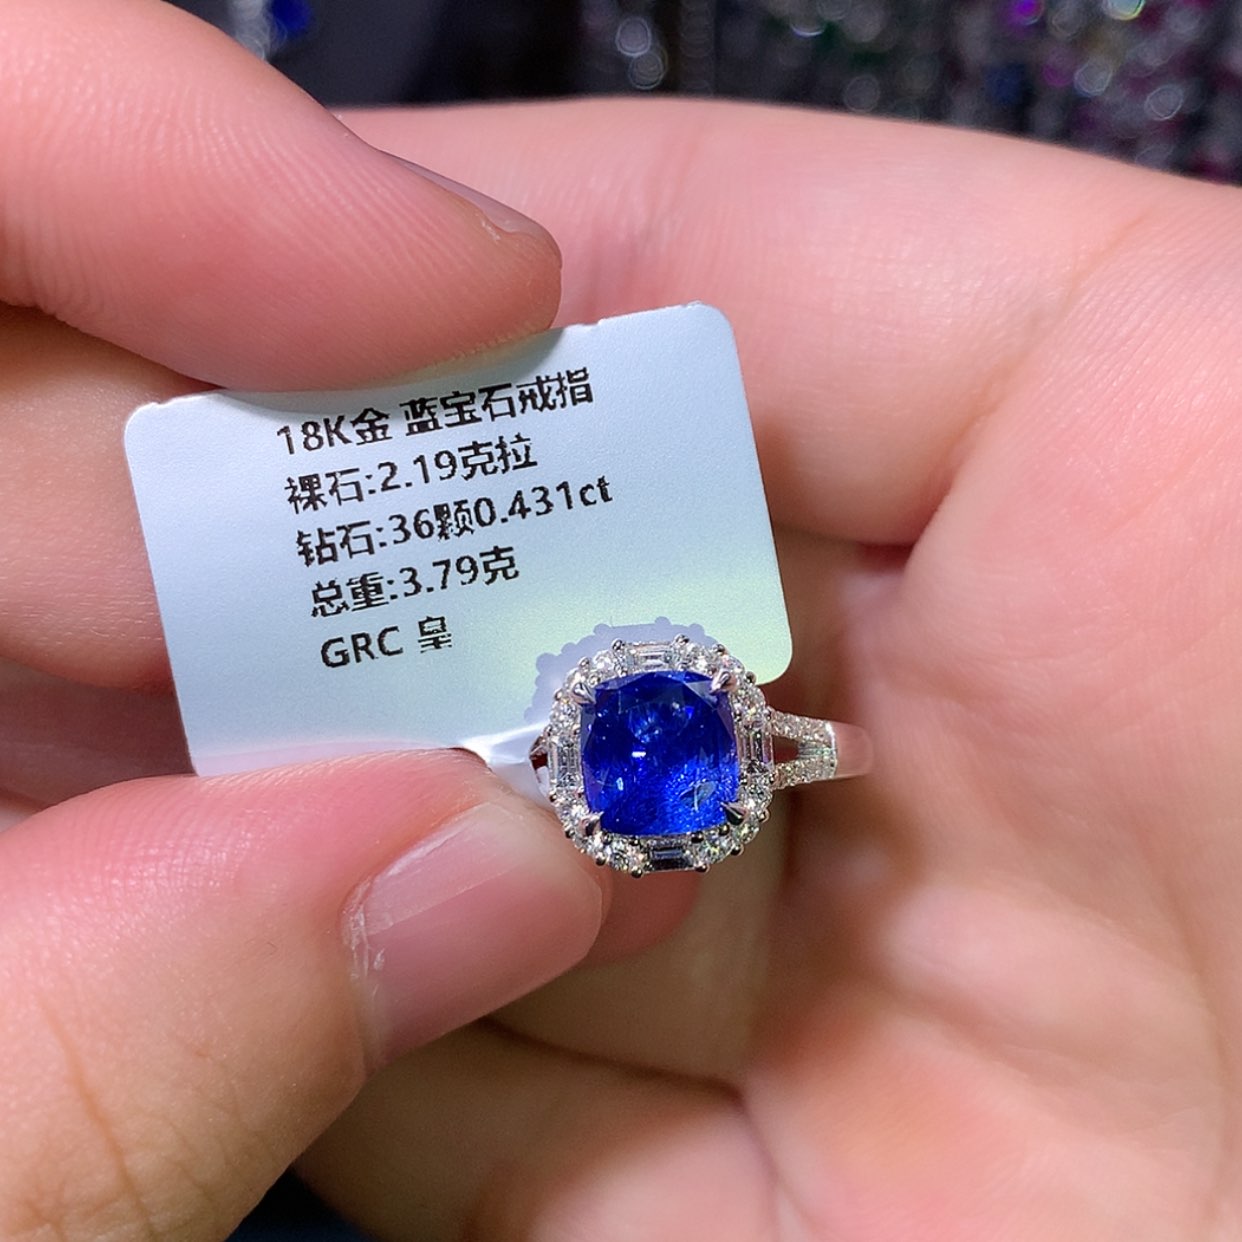 18K金 蓝宝石戒指
裸石:2.19克拉
钻石:36颗0.431ct
总重:3.79克
GRC 皇